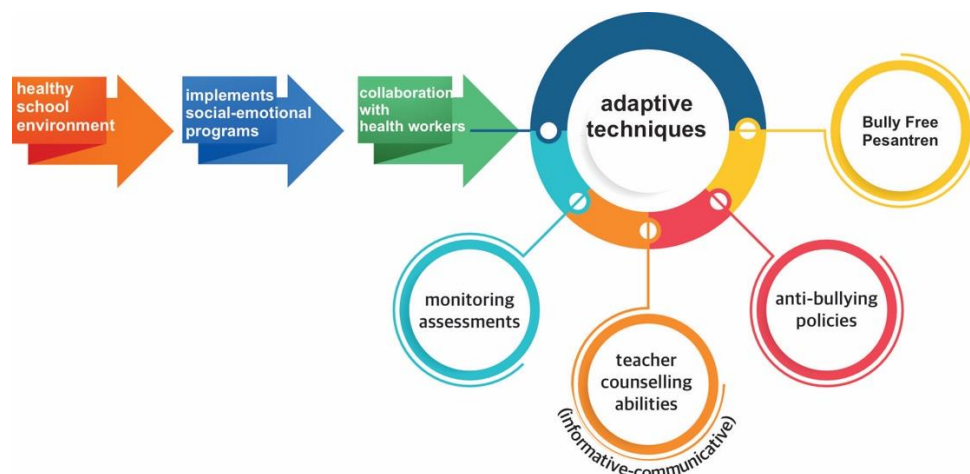 healthy
school
environment
implements
social-emotional
programs
collaboration
with
health workers
adaptive
techniques
Bully Free
Pesantren
monitoring
assessments
teacher
counselling
abilities
(informative-communicative)
anti-bullying
policies